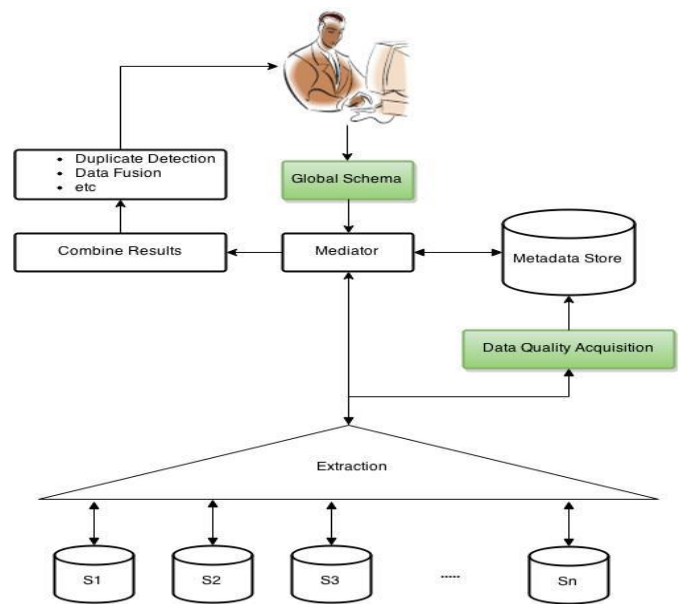 • Duplicate Detection
• Data Fusion
• etc
Global Schema
Combine Results
Mediator
Metadata Store
Data Quality Acquisition
Extraction
S1
S2
S3
.....
Sn